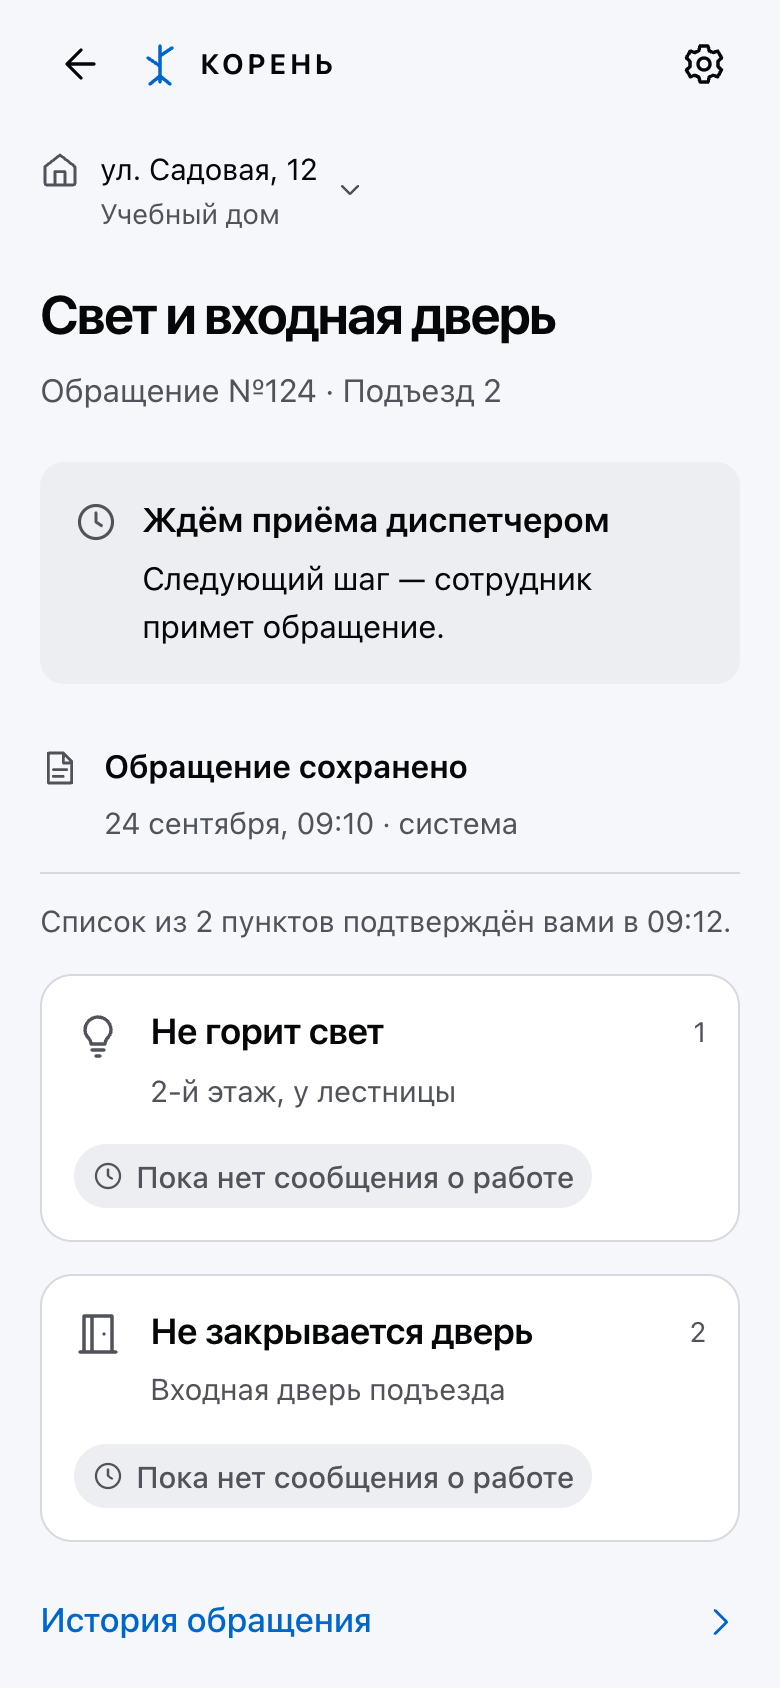 КОРЕНЬ
ул. Садовая, 12
Учебный дом
Свет и входная дверь
Обращение №124 · Подъезд 2
Ждём приёма диспетчером
Следующий шаг — сотрудник
примет обращение.
Обращение сохранено
24 сентября, 09:10 · система
Список из 2 пунктов подтверждён вами в 09:12.
Не горит свет 1
2-й этаж, у лестницы
Пока нет сообщения о работе
Не закрывается дверь 2
Входная дверь подъезда
Пока нет сообщения о работе
История обращения